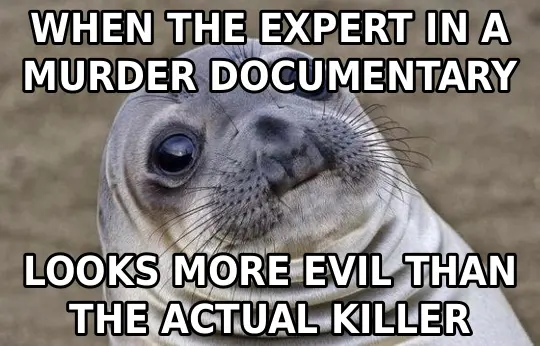 WHEN THE EXPERT IN A
MURDER DOCUMENTARY
LOOKS MORE EVIL THAN
THE ACTUAL KILLER